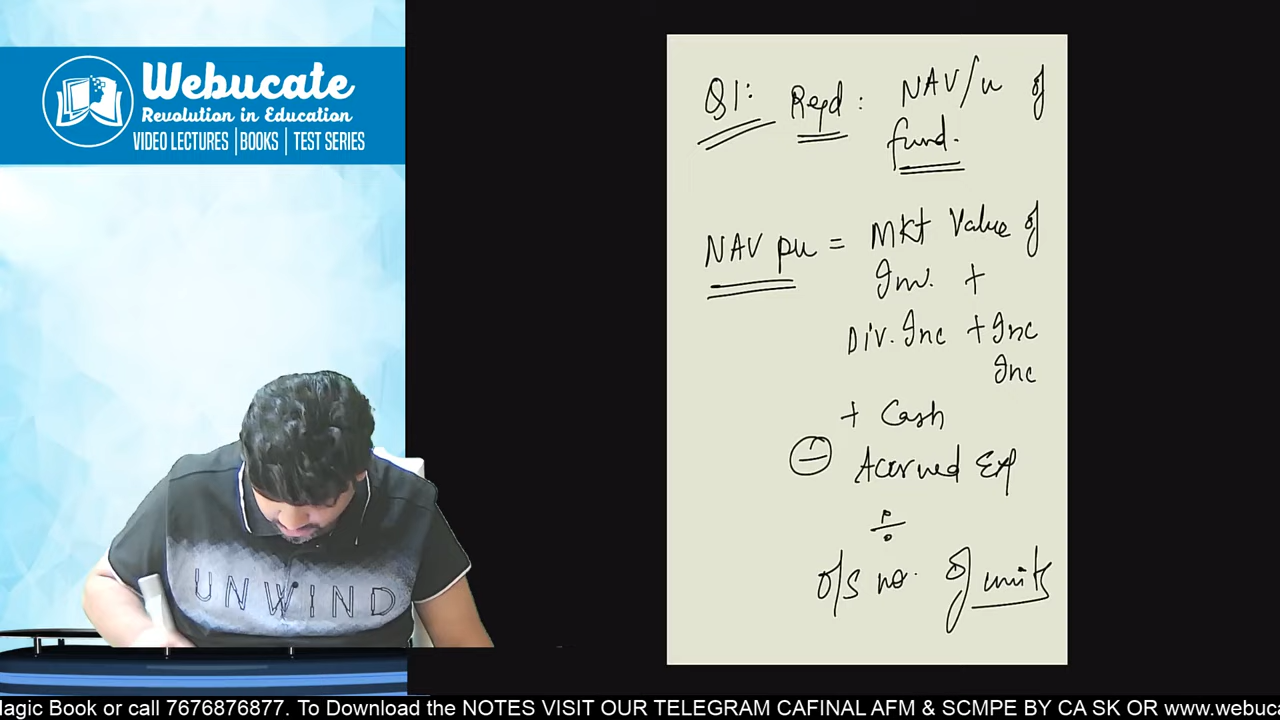 Webucate
Revolution in Education
VIDEO LECTURES | BOOKS | TEST SERIES
Q1: Reqd: NAV/u of
fund.
NAV pu = Mkt Value of
Inv. +
Div. Inc + Inc
Inc
+ Cash
(-) Accrued Exp
÷
o/s no. of units
UNWIND
Magic Book or call 7676876877. To Download the NOTES VISIT OUR TELEGRAM CAFINAL AFM & SCMPE BY CA SK OR www.webuca